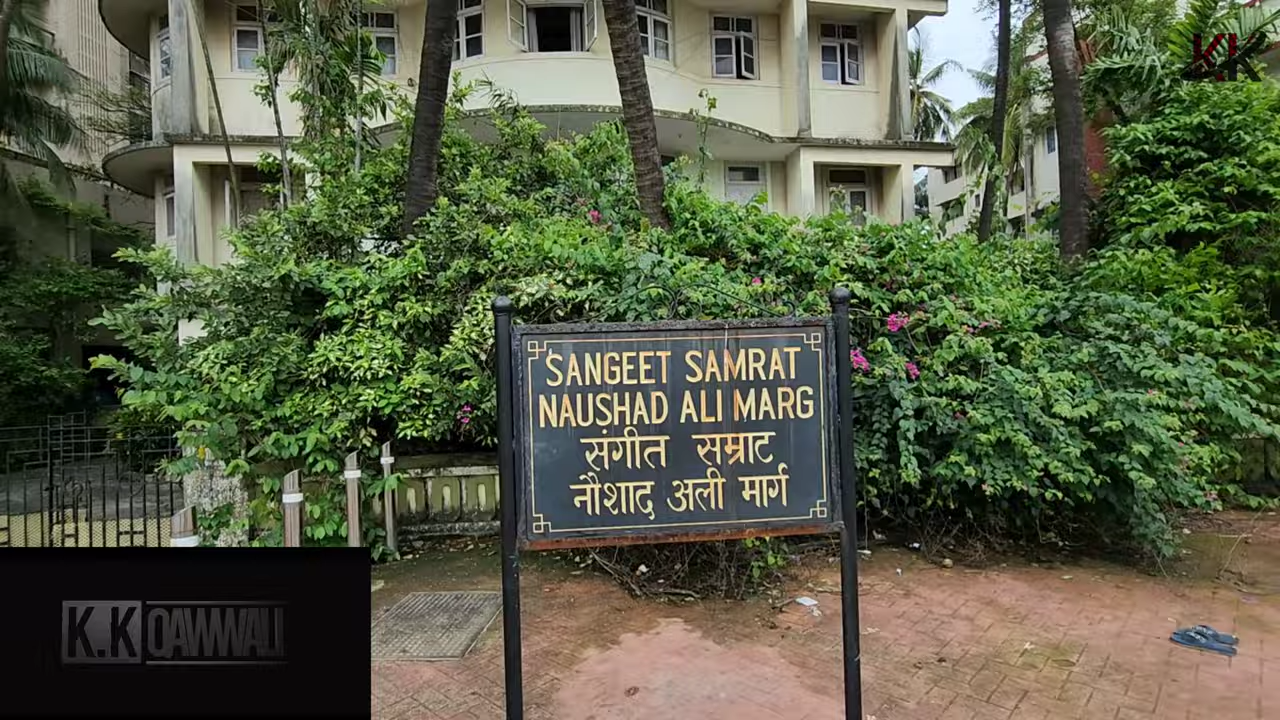 KK
SANGEET SAMRAT
NAUSHAD ALI MARG
संगीत सम्राट
नौशाद अली मार्ग
K.K QAWWALI